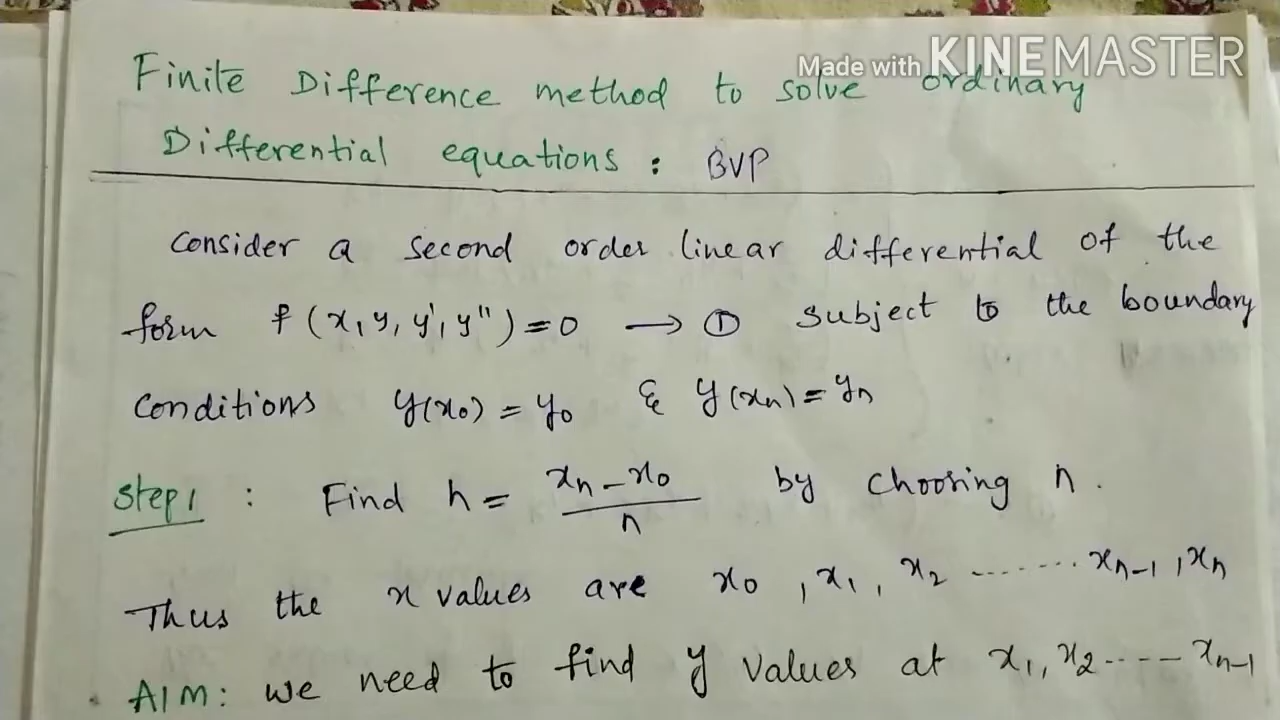 Made with KINEMASTER
Finite Difference method to solve ordinary
Differential equations : BVP
Consider a second order linear differential of the
form f(x, y, y', y'') = 0 → ① subject to the boundary
conditions y(x₀) = y₀ & y(xₙ) = yₙ
Step 1 : Find h = (xₙ - x₀)/n by choosing n.
Thus the x values are x₀, x₁, x₂ ........ xₙ₋₁, xₙ
AIM: We need to find y values at x₁, x₂ ----- xₙ₋₁